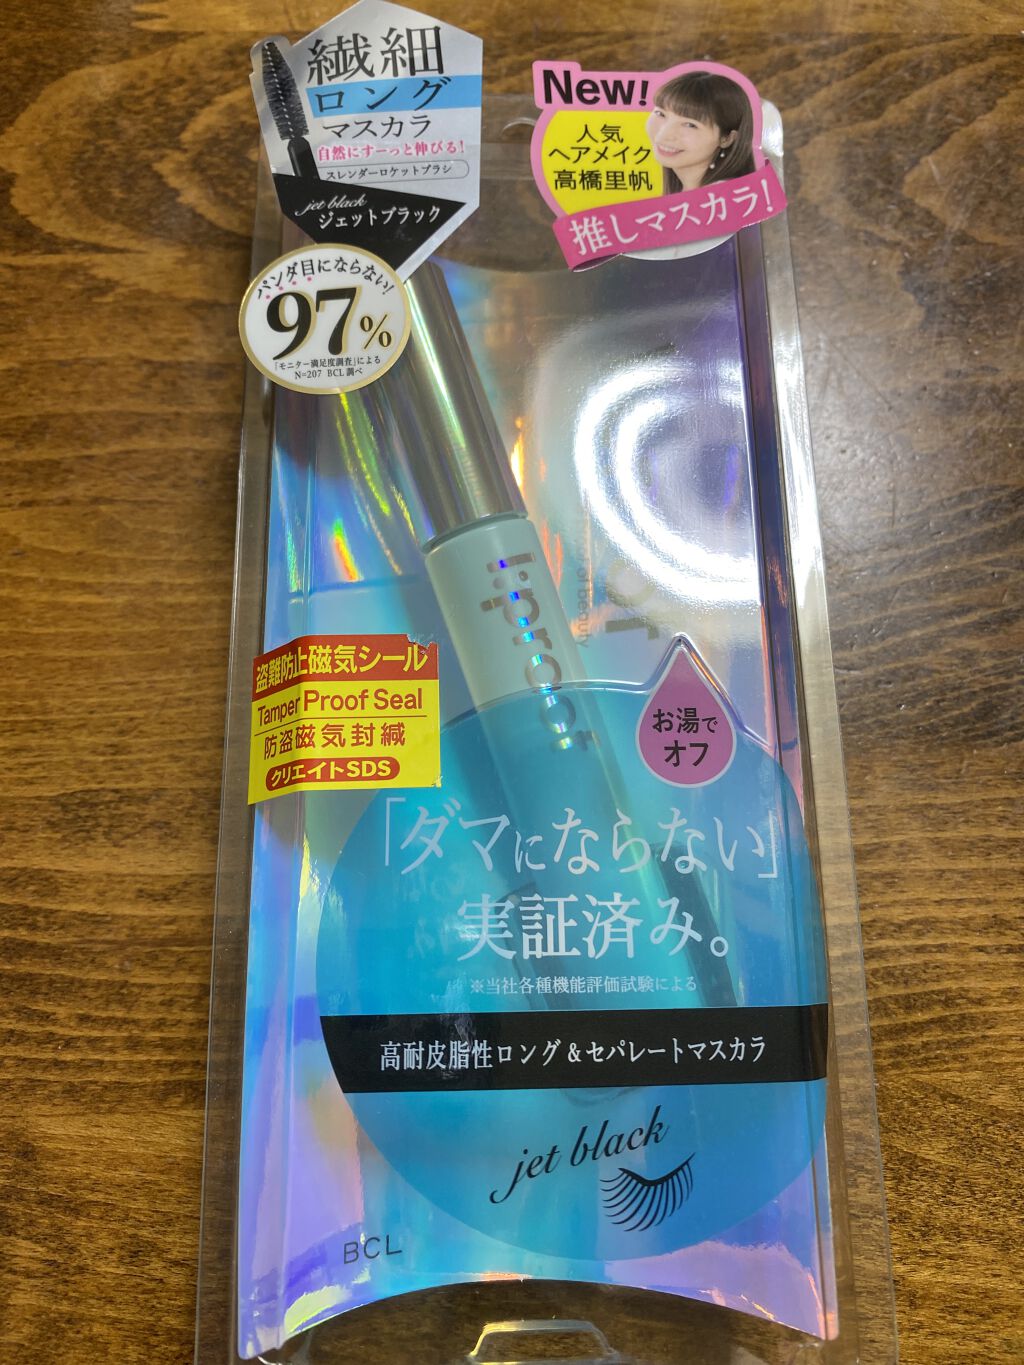 繊細
ロング
マスカラ
自然にすーっと伸びる!
スレンダーロケットブラシ
jet black
ジェットブラック
New!
人気
ヘアメイク
高橋里帆
推しマスカラ!
パンダ目にならない!
97%
「モニター満足度調査」による
N=207 BCL調べ
i:proof
of beauty
盗難防止磁気シール
Tamper Proof Seal
防盗磁気封緘
クリエイトSDS
お湯で
オフ
「ダマにならない」
実証済み。
※当社各種機能評価試験による
高耐皮脂性ロング&セパレートマスカラ
jet black
BCL